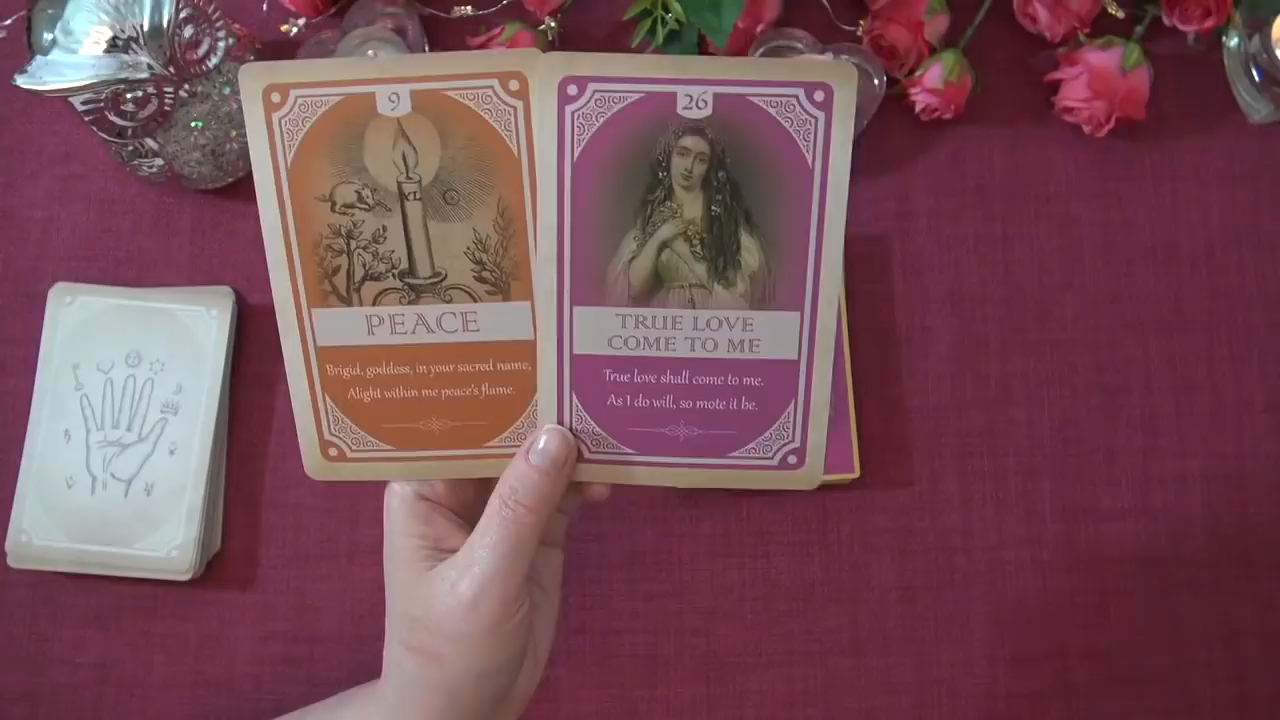 9
PEACE
Brigid, goddess, in your sacred name,
Alight within me peace's flame.
26
TRUE LOVE
COME TO ME
True love shall come to me.
As I do will, so mote it be.